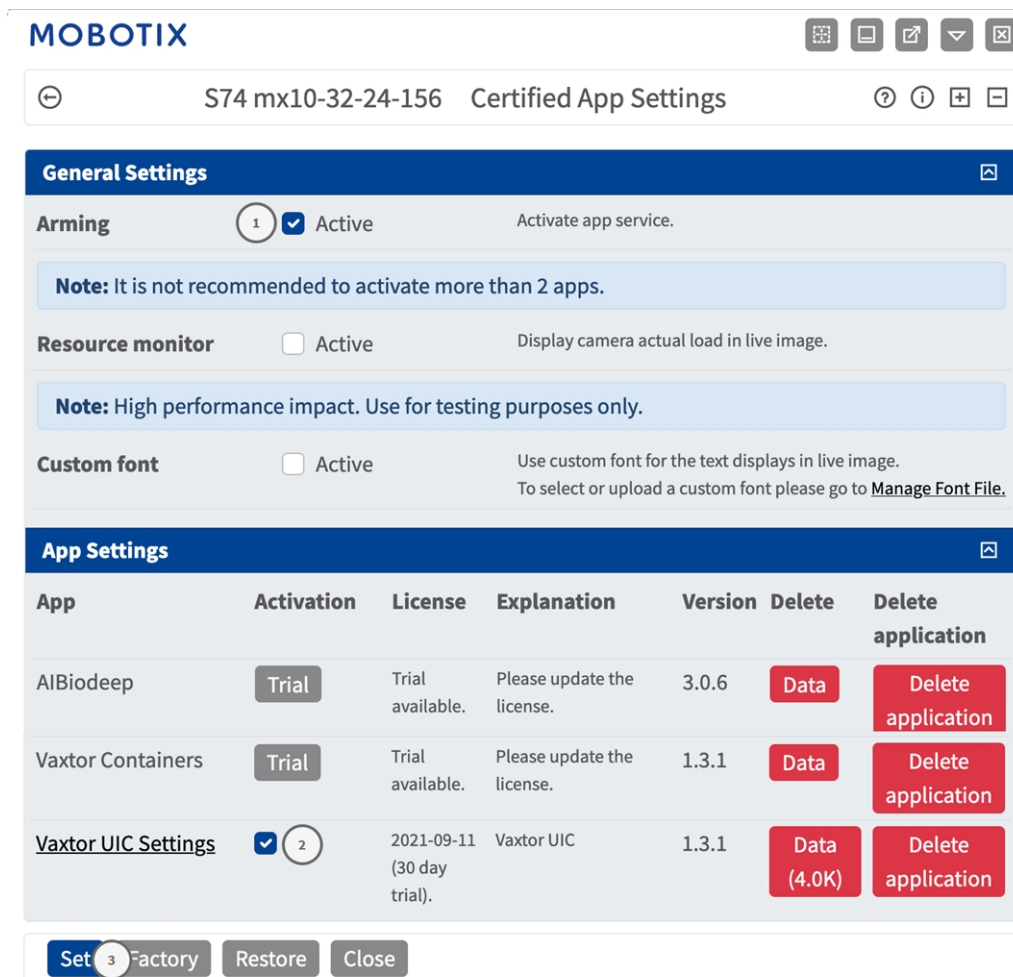 MOBOTIX
S74 mx10-32-24-156 Certified App Settings
General Settings
Arming 1 Active Activate app service.
Note: It is not recommended to activate more than 2 apps.
Resource monitor Active Display camera actual load in live image.
Note: High performance impact. Use for testing purposes only.
Custom font Active Use custom font for the text displays in live image.
To select or upload a custom font please go to Manage Font File.
App Settings
App Activation License Explanation Version Delete Delete
application
AIBiodeep Trial Trial Please update the 3.0.6 Data Delete
available. license. application
Vaxtor Containers Trial Trial Please update the 1.3.1 Data Delete
available. license. application
Vaxtor UIC Settings 2 2021-09-11 Vaxtor UIC 1.3.1 Data Delete
(30 day (4.0K) application
trial).
Set 3 Factory Restore Close